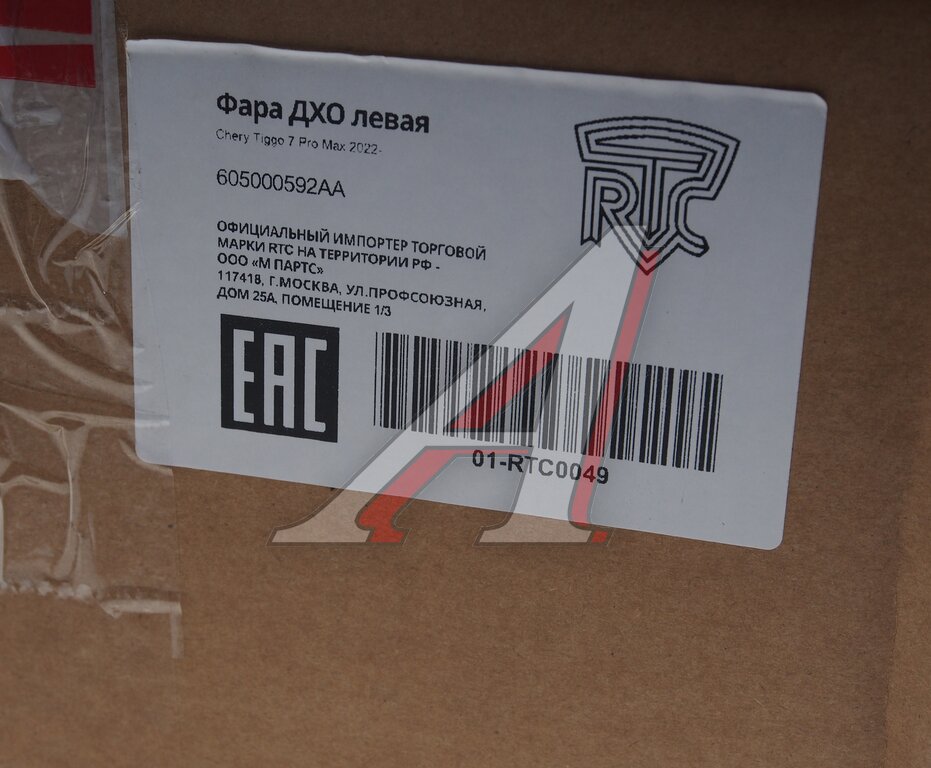 Фара ДХО левая
Chery Tiggo 7 Pro Max 2022-
605000592AA
RTC
ОФИЦИАЛЬНЫЙ ИМПОРТЕР ТОРГОВОЙ
МАРКИ RTC НА ТЕРРИТОРИИ РФ -
ООО «М ПАРТС»
117418, Г.МОСКВА, УЛ.ПРОФСОЮЗНАЯ,
ДОМ 25А, ПОМЕЩЕНИЕ 1/3
EAC
01-RTC0049